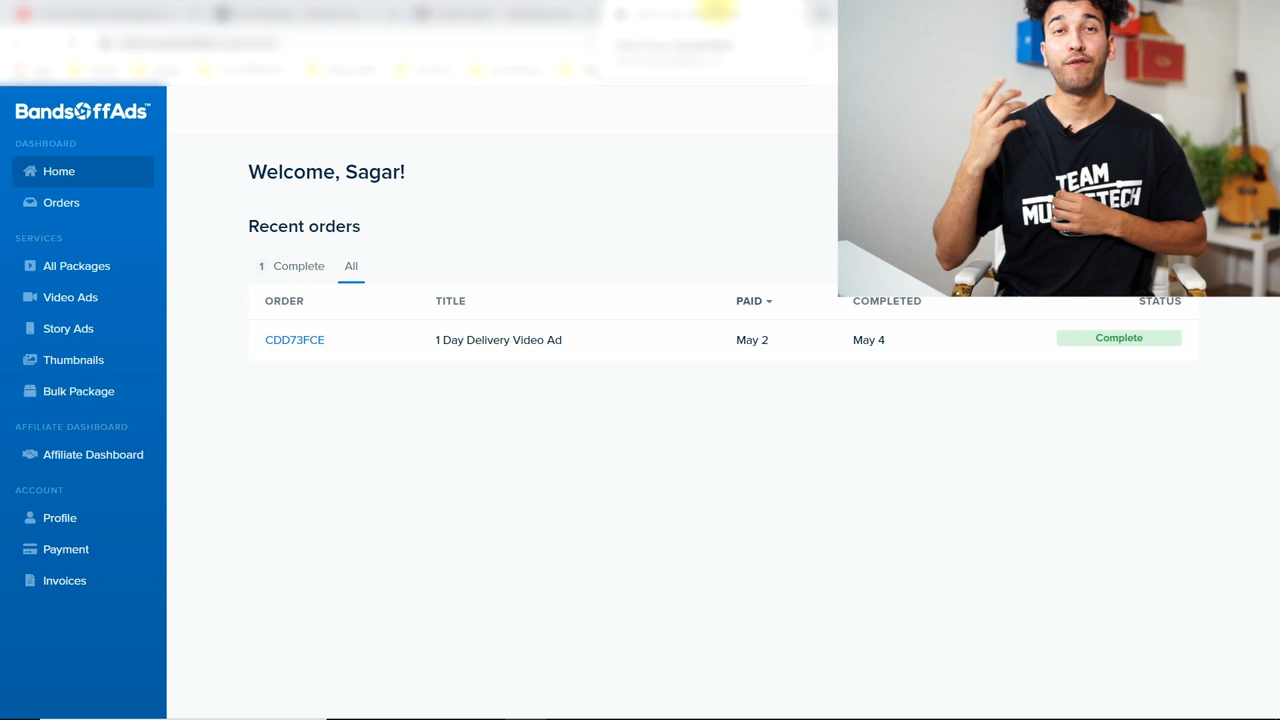 BandsOffAds™
DASHBOARD
Home
Orders
SERVICES
All Packages
Video Ads
Story Ads
Thumbnails
Bulk Package
AFFILIATE DASHBOARD
Affiliate Dashboard
ACCOUNT
Profile
Payment
Invoices
Welcome, Sagar!
Recent orders
1 Complete All
ORDER TITLE PAID COMPLETED STATUS
CDD73FCE 1 Day Delivery Video Ad May 2 May 4 Complete
TEAM